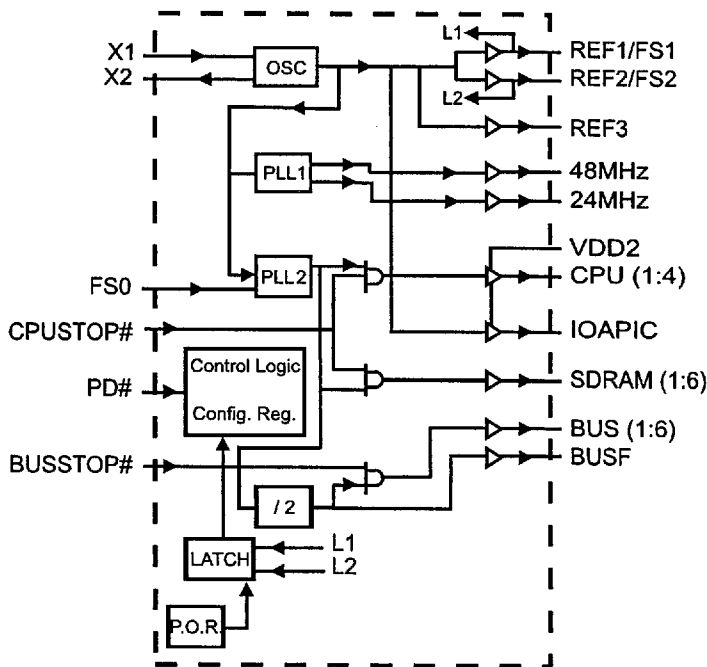 L1
X1
REF1/FS1
OSC
X2
REF2/FS2
L2
REF3
PLL1
48MHz
24MHz
VDD2
PLL2
CPU (1:4)
FS0
CPUSTOP#
IOAPIC
Control Logic
SDRAM (1:6)
PD#
Config. Reg.
BUS (1:6)
BUSSTOP#
BUSF
/ 2
L1
LATCH
L2
P.O.R.